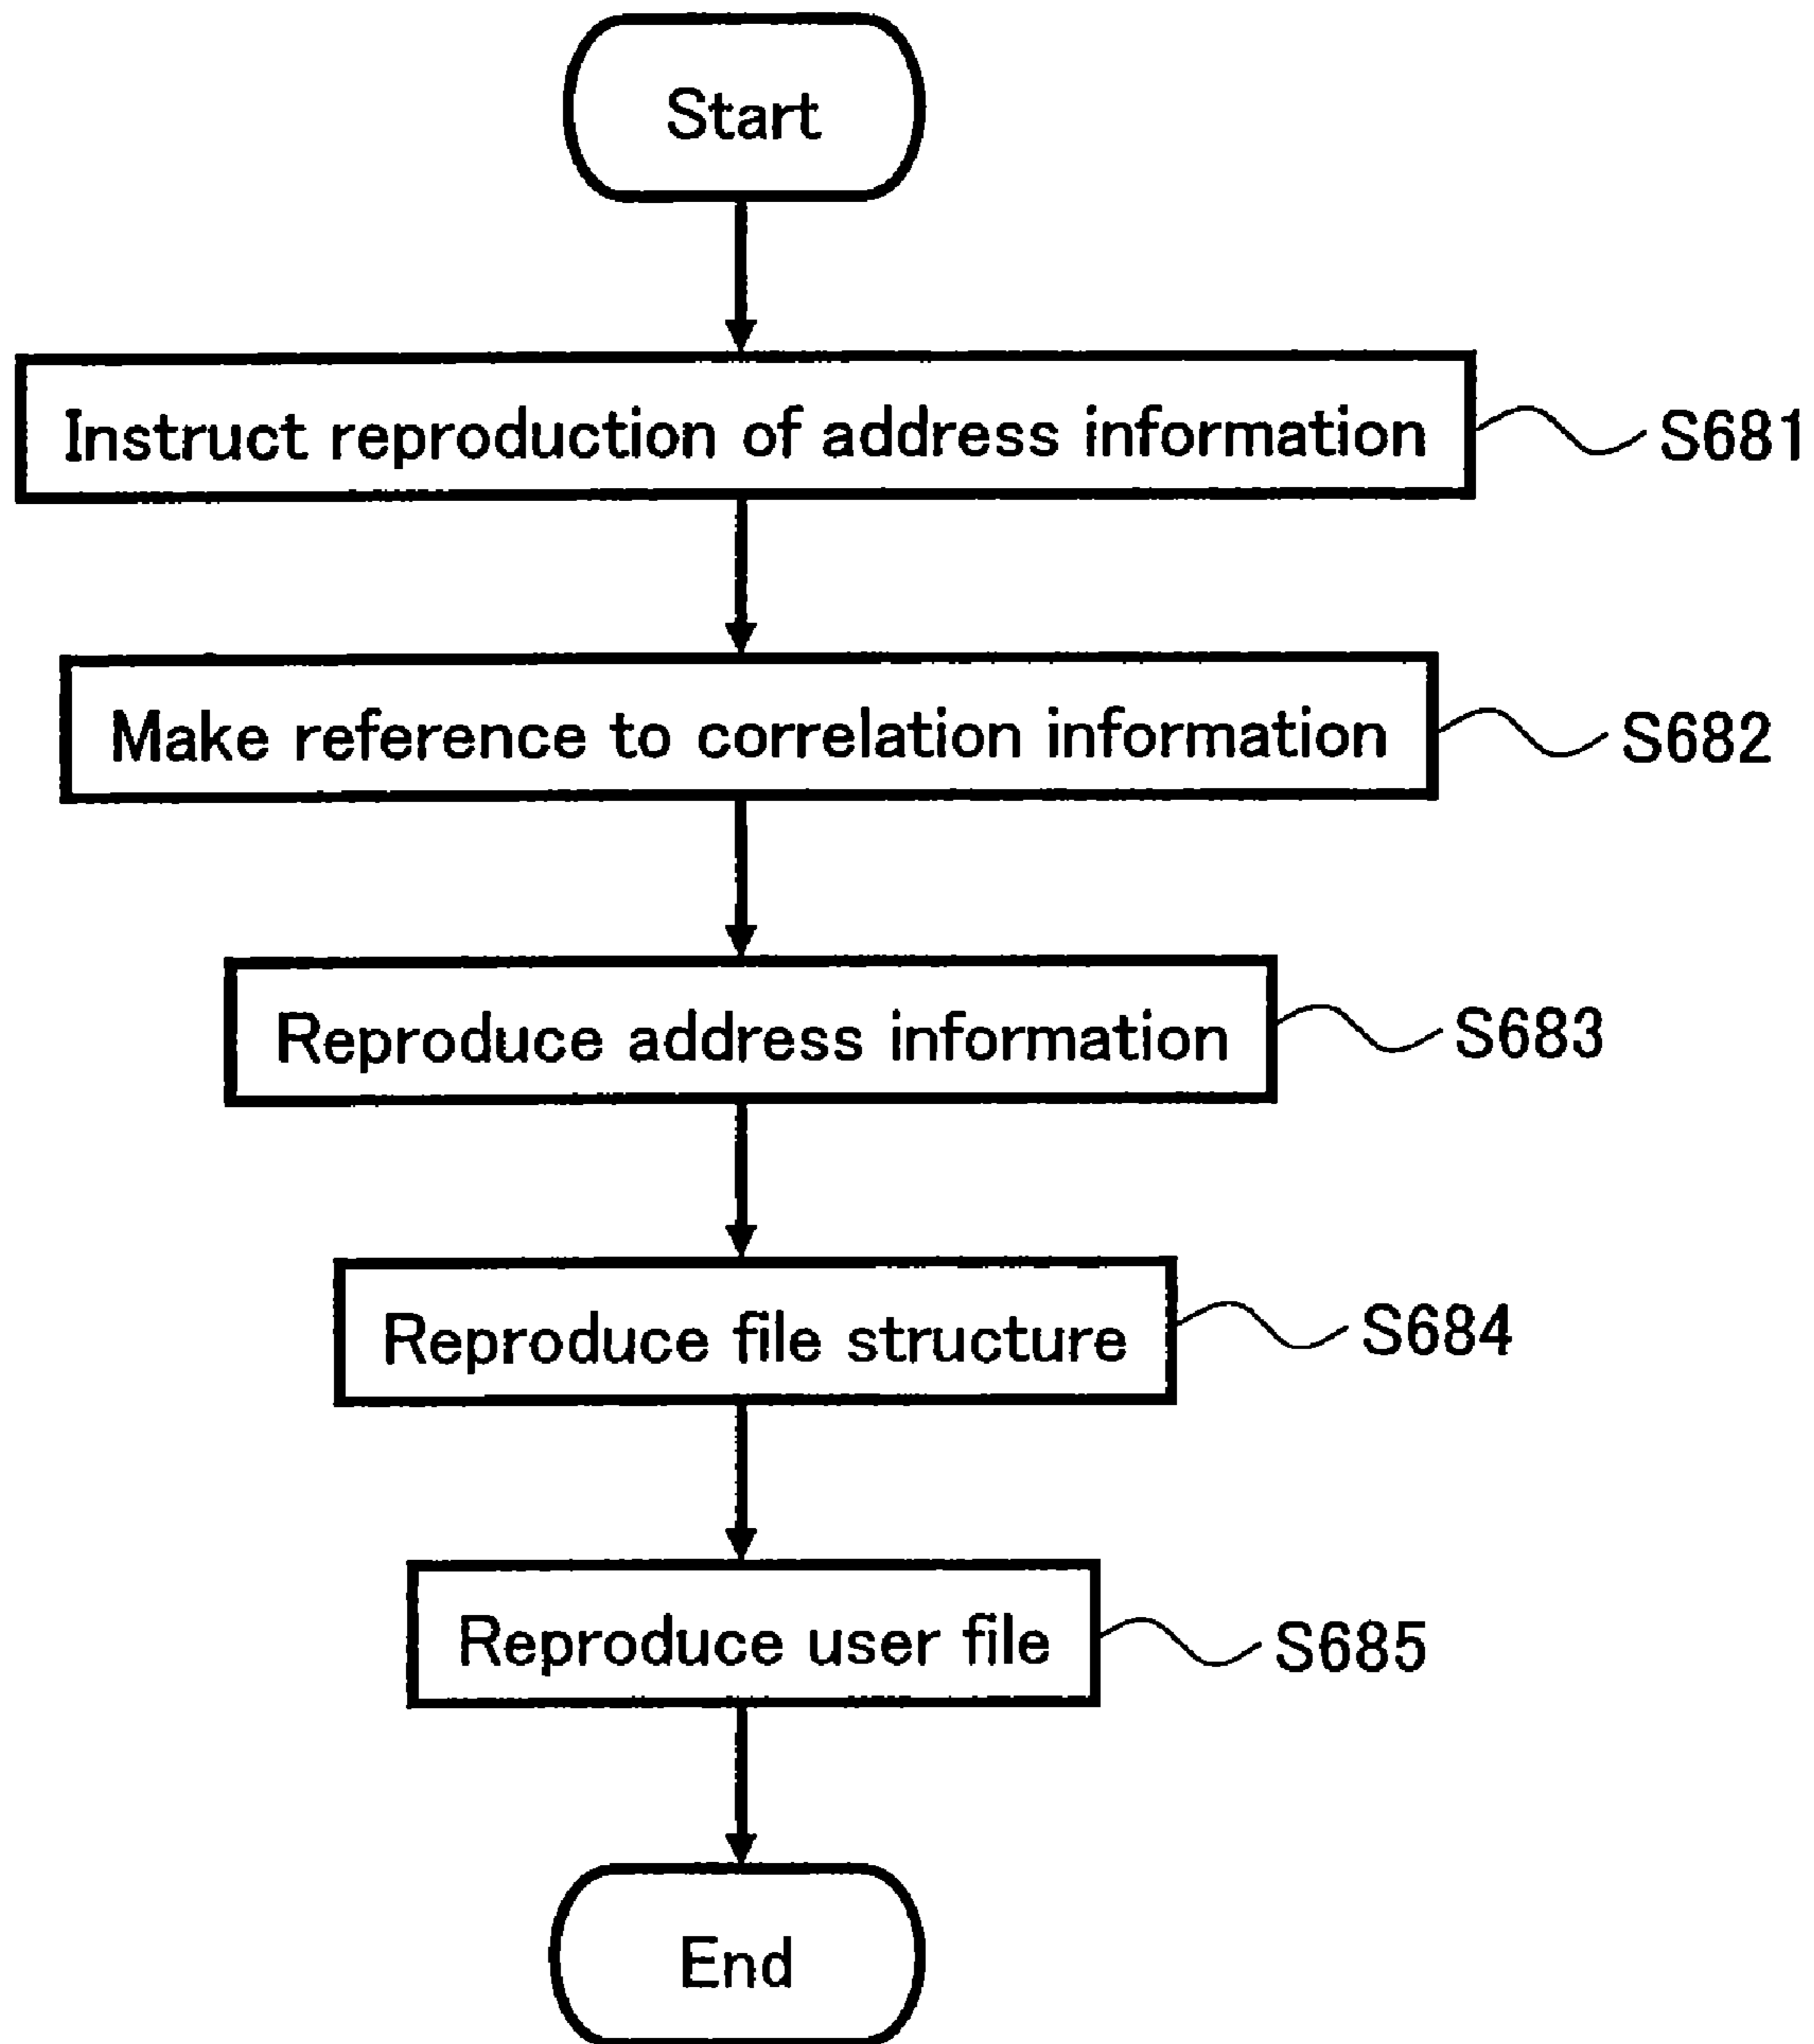 Start
Instruct reproduction of address information
S681
Make reference to correlation information
S682
Reproduce address information
S683
Reproduce file structure
S684
Reproduce user file
S685
End